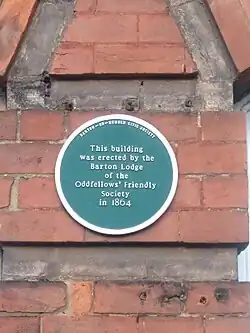 BARTON-ON-HUMBER CIVIC SOCIETY
This building
was erected by the
Barton Lodge
of the
Oddfellows' Friendly
Society
in 1864